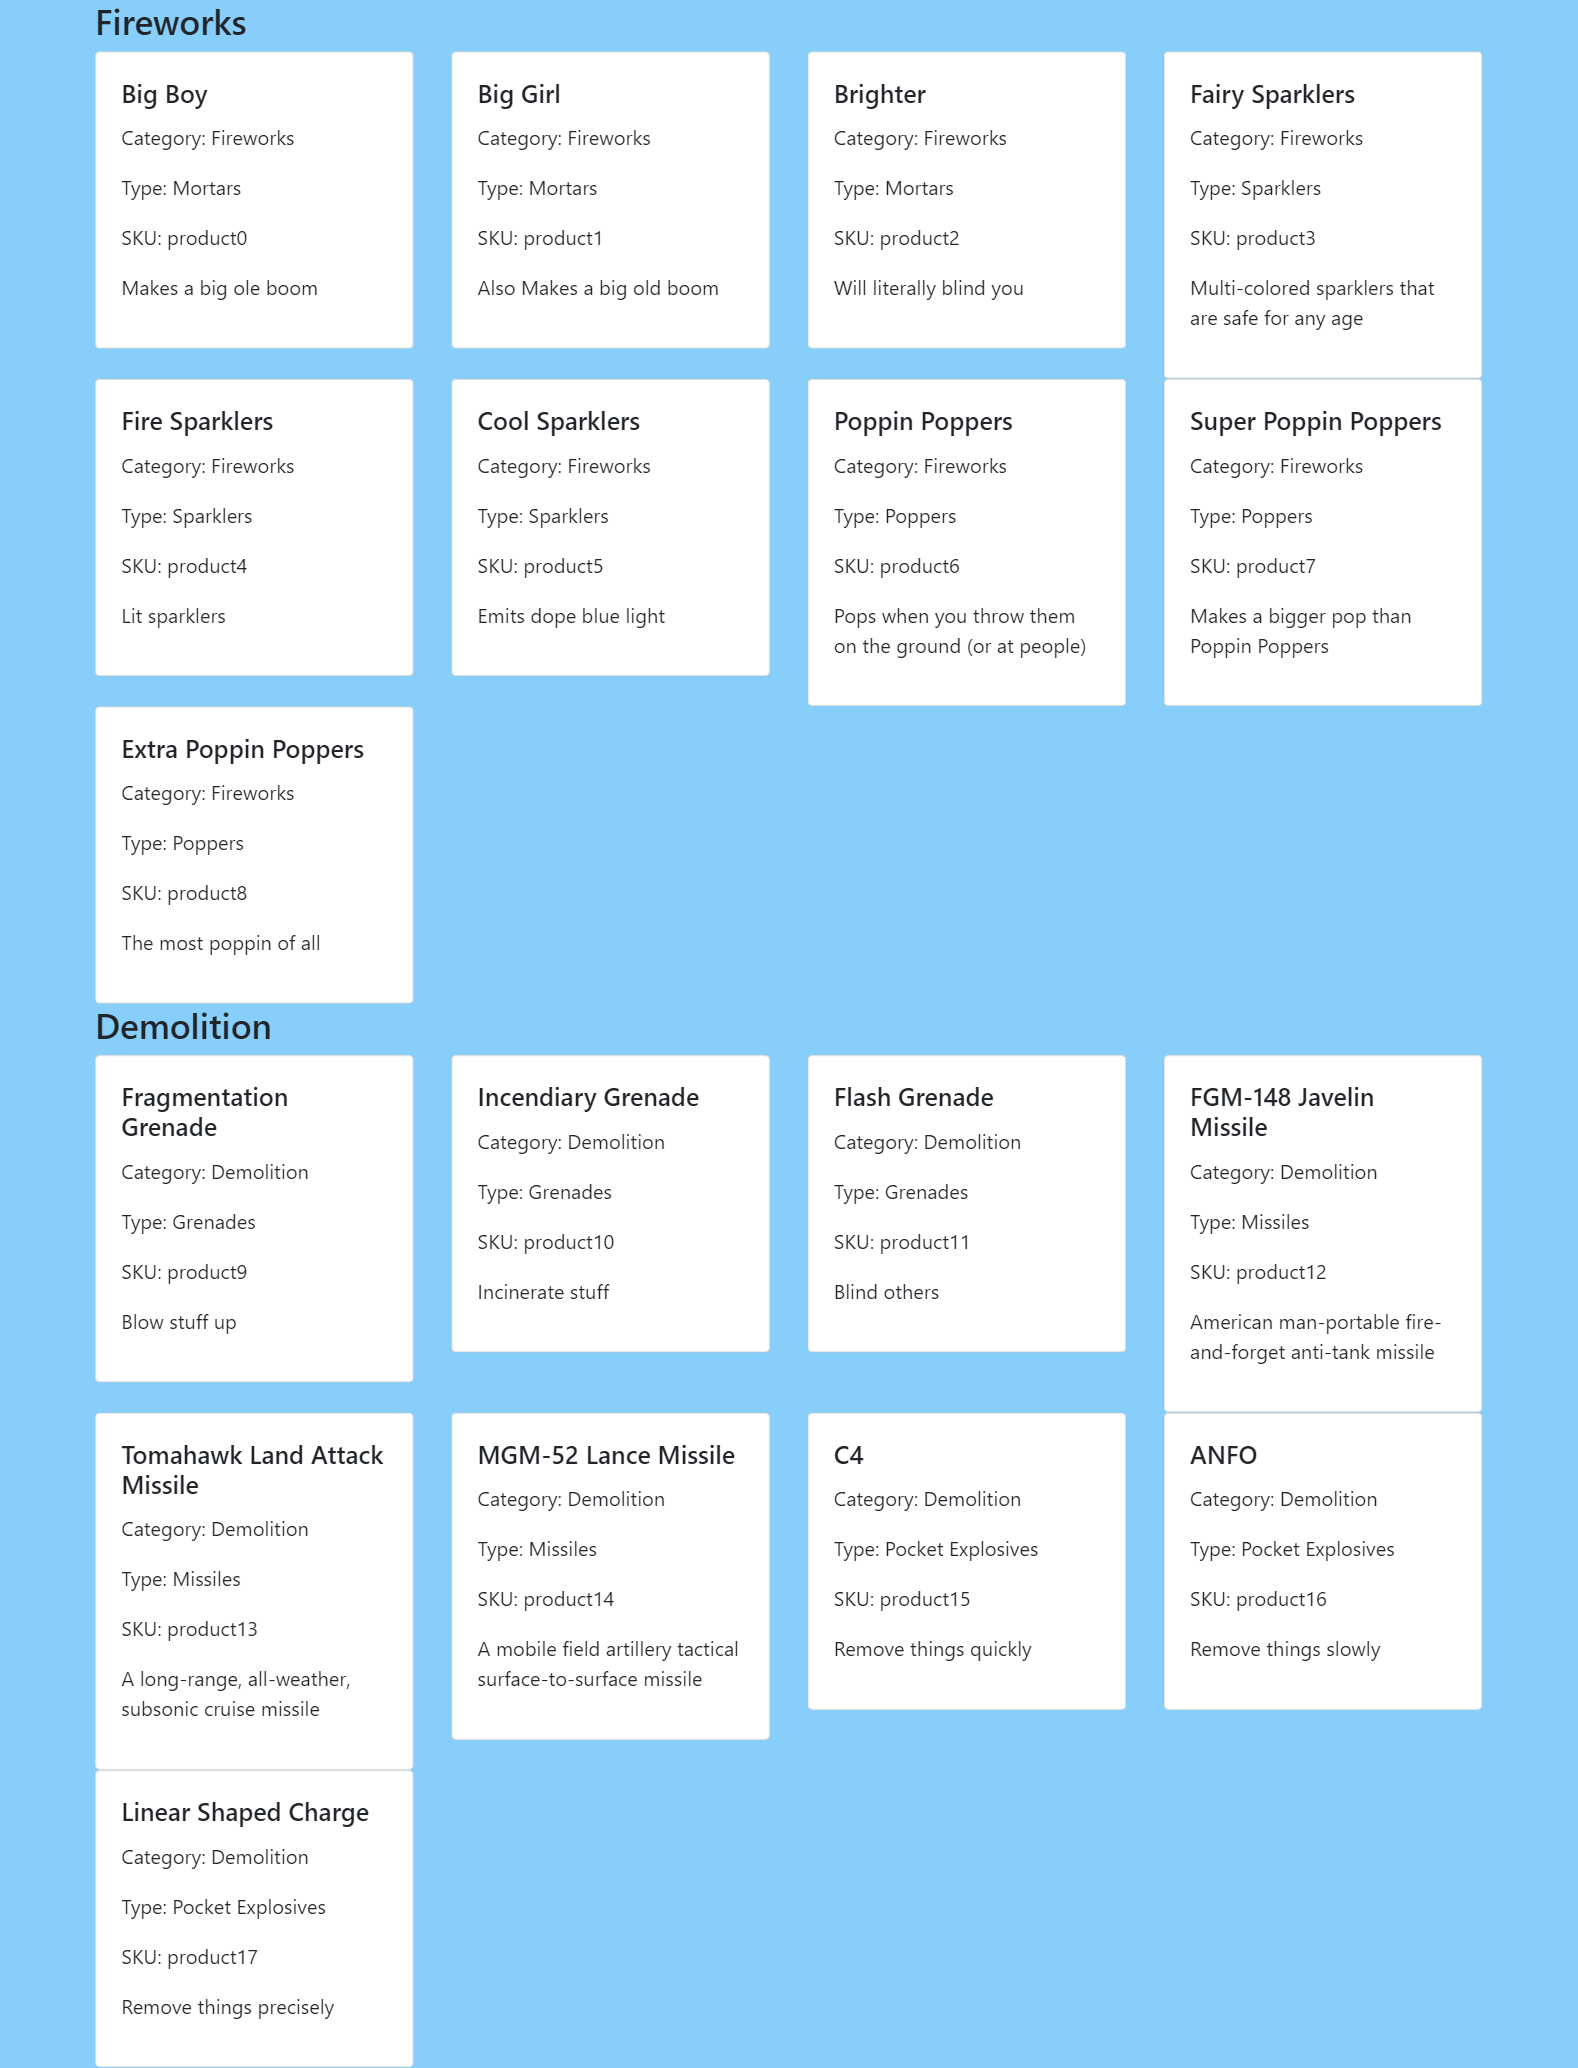 Fireworks
Big Boy
Category: Fireworks
Type: Mortars
SKU: product0
Makes a big ole boom
Big Girl
Category: Fireworks
Type: Mortars
SKU: product1
Also Makes a big old boom
Brighter
Category: Fireworks
Type: Mortars
SKU: product2
Will literally blind you
Fairy Sparklers
Category: Fireworks
Type: Sparklers
SKU: product3
Multi-colored sparklers that
are safe for any age
Fire Sparklers
Category: Fireworks
Type: Sparklers
SKU: product4
Lit sparklers
Cool Sparklers
Category: Fireworks
Type: Sparklers
SKU: product5
Emits dope blue light
Poppin Poppers
Category: Fireworks
Type: Poppers
SKU: product6
Pops when you throw them
on the ground (or at people)
Super Poppin Poppers
Category: Fireworks
Type: Poppers
SKU: product7
Makes a bigger pop than
Poppin Poppers
Extra Poppin Poppers
Category: Fireworks
Type: Poppers
SKU: product8
The most poppin of all
Demolition
Fragmentation
Grenade
Category: Demolition
Type: Grenades
SKU: product9
Blow stuff up
Incendiary Grenade
Category: Demolition
Type: Grenades
SKU: product10
Incinerate stuff
Flash Grenade
Category: Demolition
Type: Grenades
SKU: product11
Blind others
FGM-148 Javelin
Missile
Category: Demolition
Type: Missiles
SKU: product12
American man-portable fire-
and-forget anti-tank missile
Tomahawk Land Attack
Missile
Category: Demolition
Type: Missiles
SKU: product13
A long-range, all-weather,
subsonic cruise missile
MGM-52 Lance Missile
Category: Demolition
Type: Missiles
SKU: product14
A mobile field artillery tactical
surface-to-surface missile
C4
Category: Demolition
Type: Pocket Explosives
SKU: product15
Remove things quickly
ANFO
Category: Demolition
Type: Pocket Explosives
SKU: product16
Remove things slowly
Linear Shaped Charge
Category: Demolition
Type: Pocket Explosives
SKU: product17
Remove things precisely